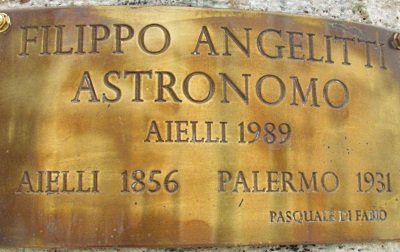 FILIPPO ANGELITTI
ASTRONOMO
AIELLI 1989
AIELLI 1856 PALERMO 1931
PASQUALE DI FABIO